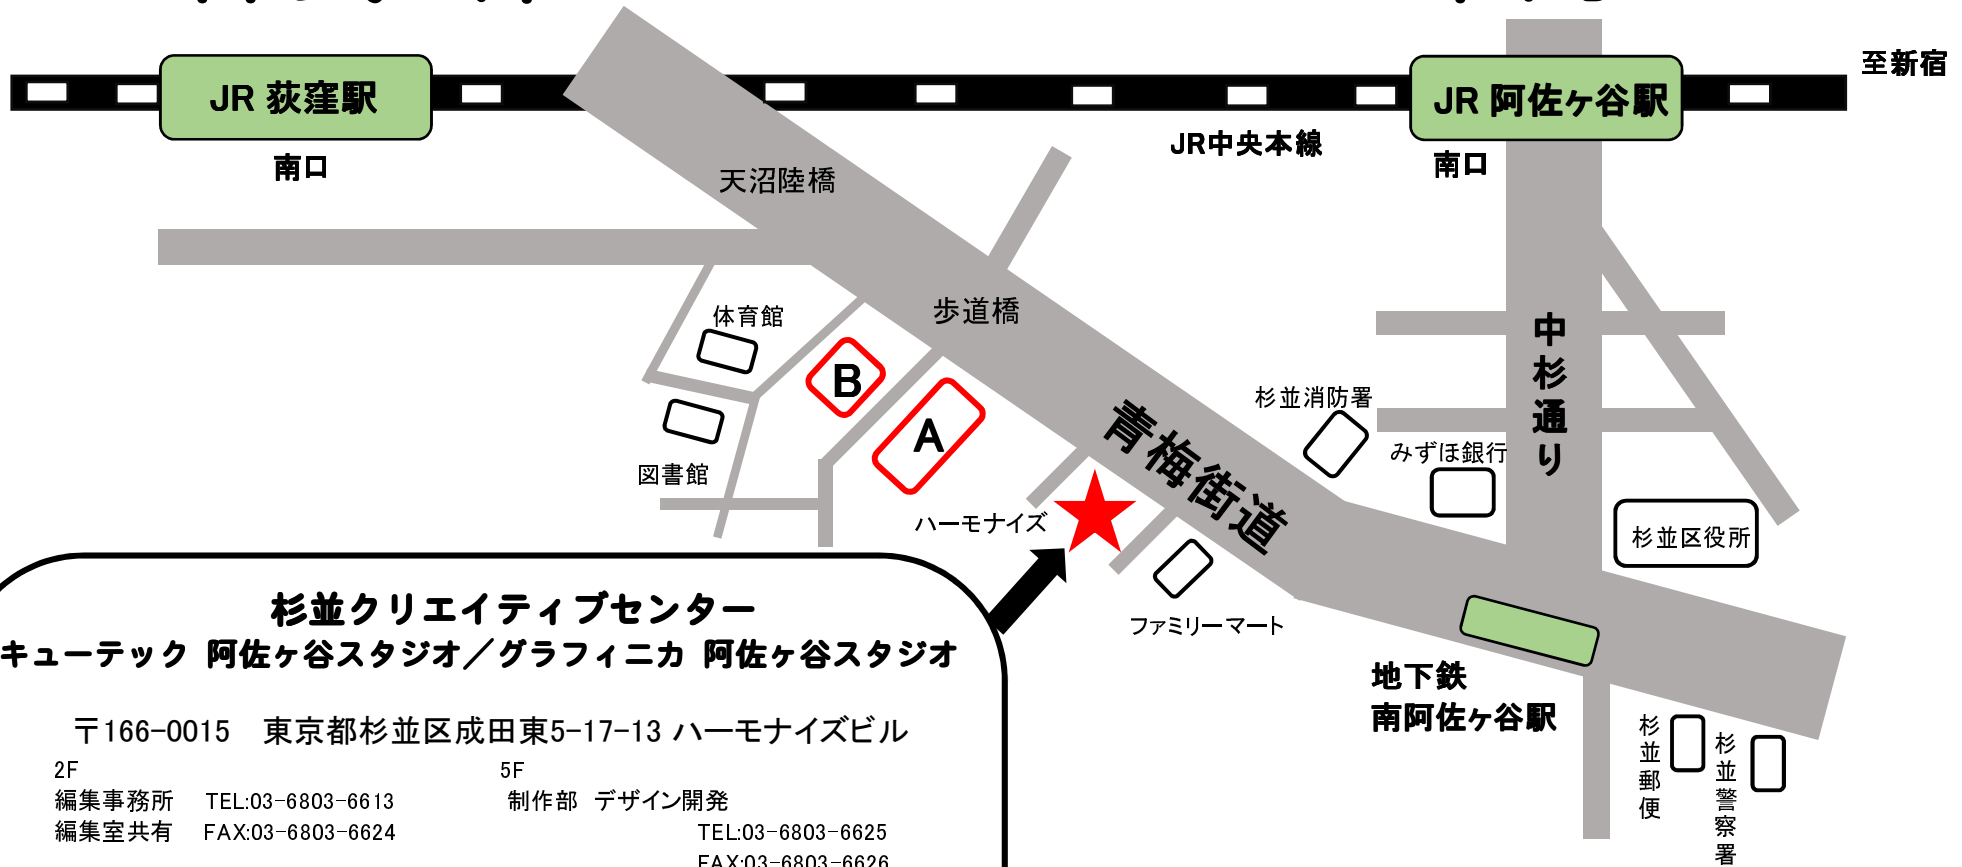 至新宿
JR 荻窪駅
JR 阿佐ヶ谷駅
南口
JR中央本線
南口
天沼陸橋
体育館
歩道橋
中杉通り
B
A
杉並消防署
みずほ銀行
青梅街道
図書館
ハーモナイズ
杉並区役所
ファミリーマート
地下鉄
南阿佐ヶ谷駅
杉並郵便
杉並警察署
杉並クリエイティブセンター
キューテック 阿佐ヶ谷スタジオ／グラフィニカ 阿佐ヶ谷スタジオ
〒166-0015　東京都杉並区成田東5-17-13 ハーモナイズビル
2F
編集事務所　TEL:03-6803-6613
編集室共有　FAX:03-6803-6624
5F
制作部 デザイン開発
TEL:03-6803-6625
FAX:03-6803-6626